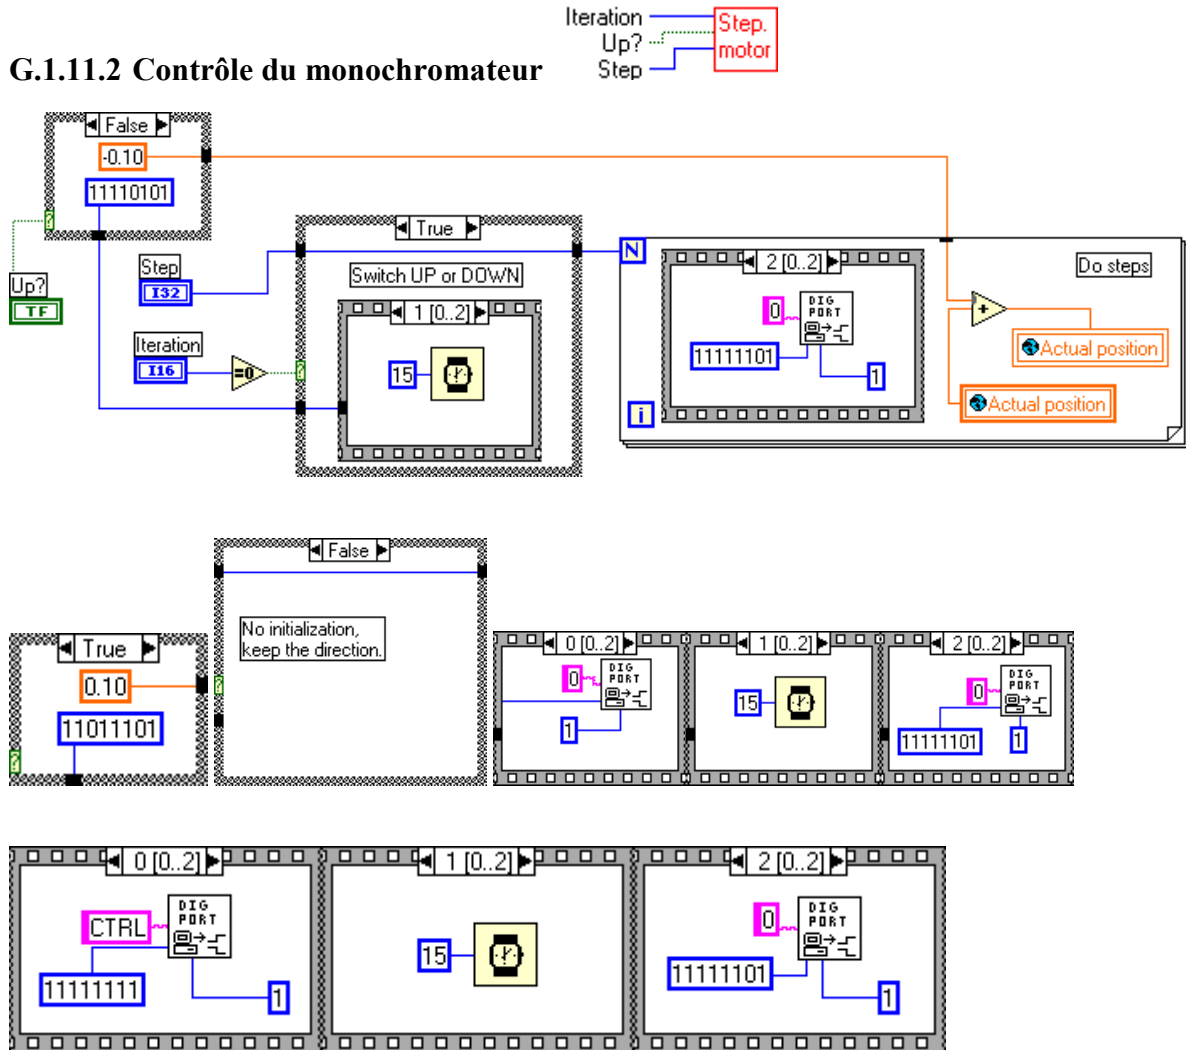 Iteration
Up?
Step
Step.
motor
G.1.11.2 Contrôle du monochromateur
False
-0.10
11110101
Up?
TF
Step
I32
Iteration
I16
=0
?
True
Switch UP or DOWN
1 [0..2]
15
?
N
i
2 [0..2]
0
DIG
PORT
11111101
1
Do steps
+
Actual position
Actual position
True
0.10
11011101
?
False
No initialization,
keep the direction.
?
0 [0..2]
0
DIG
PORT
1
1 [0..2]
15
2 [0..2]
0
DIG
PORT
11111101
1
0 [0..2]
CTRL
DIG
PORT
11111111
1
1 [0..2]
15
2 [0..2]
0
DIG
PORT
11111101
1